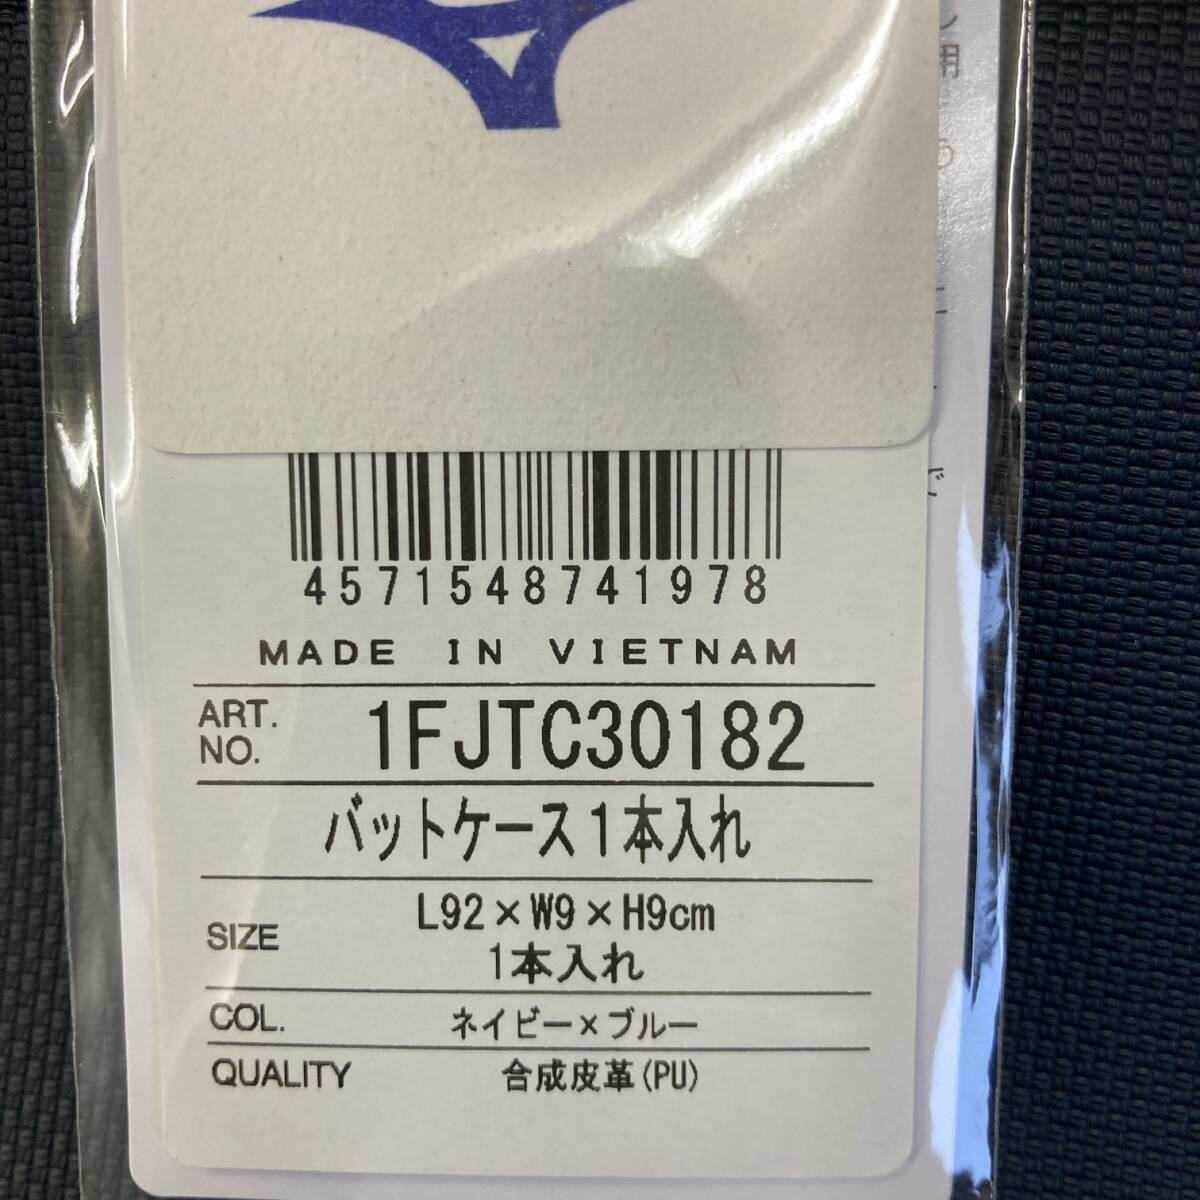 用
4571548741978
MADE IN VIETNAM
ART. NO. 1FJTC30182
バットケース1本入れ
SIZE L92×W9×H9cm
1本入れ
COL. ネイビー×ブルー
QUALITY 合成皮革(PU)